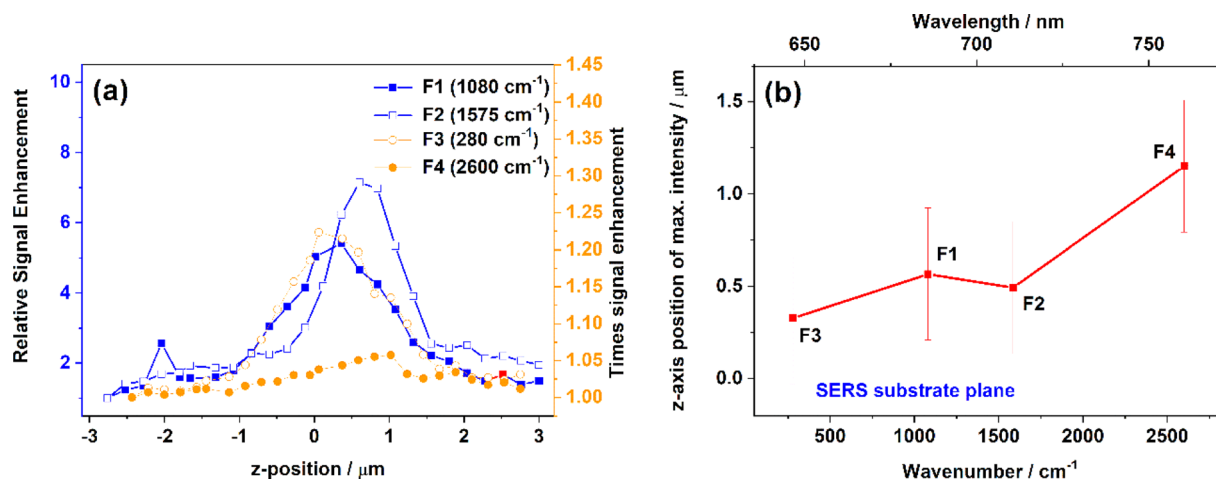 (a)
F1 (1080 cm⁻¹)
F2 (1575 cm⁻¹)
F3 (280 cm⁻¹)
F4 (2600 cm⁻¹)
Relative Signal Enhancement
10
8
6
4
2
1.45
1.40
1.35
1.30
1.25
1.20
1.15
1.10
1.05
1.00
Times signal enhancement
-3 -2 -1 0 1 2 3
z-position / μm
Wavelength / nm
650 700 750
(b)
z-axis position of max. intensity / μm
1.5
1.0
0.5
0.0
F4
F1
F2
F3
SERS substrate plane
500 1000 1500 2000 2500
Wavenumber / cm⁻¹